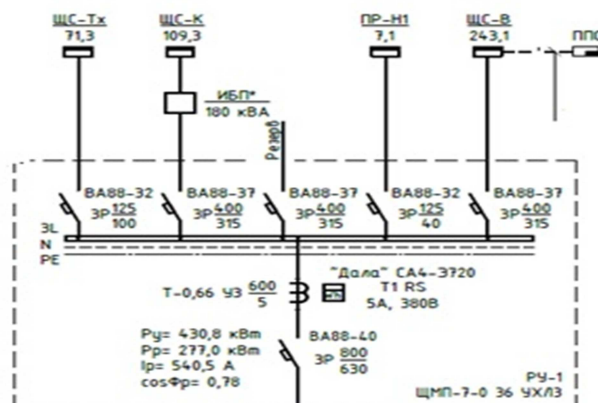 ЩС-Тх
71,3
ЩС-К
109,3
ПР-Н1
7,1
ЩС-В
243,1
ППС
ИБП*
180 кВА
Резерв
ВА88-32
3Р 125
100
ВА88-37
3Р 400
315
ВА88-37
3Р 400
315
ВА88-32
3Р 125
40
ВА88-37
3Р 400
315
3L
N
PE
Т-0,66 У3 600
5
"Дала" СА4-Э720
Т1 RS
5А, 380В
Ру= 430,8 кВт
Рр= 277,0 кВт
Iр= 540,5 А
cosФр= 0,78
ВА88-40
3Р 800
630
РУ-1
ЩМП-7-0 36 УХЛ3